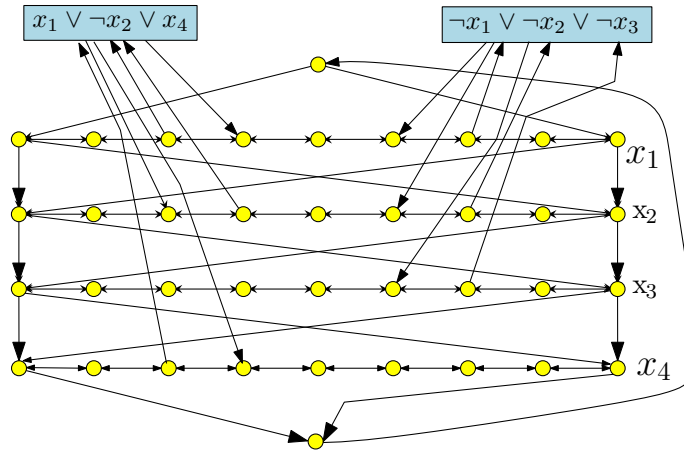 x₁ ∨ ¬x₂ ∨ x₄
¬x₁ ∨ ¬x₂ ∨ ¬x₃
x₁
x₂
x₃
x₄